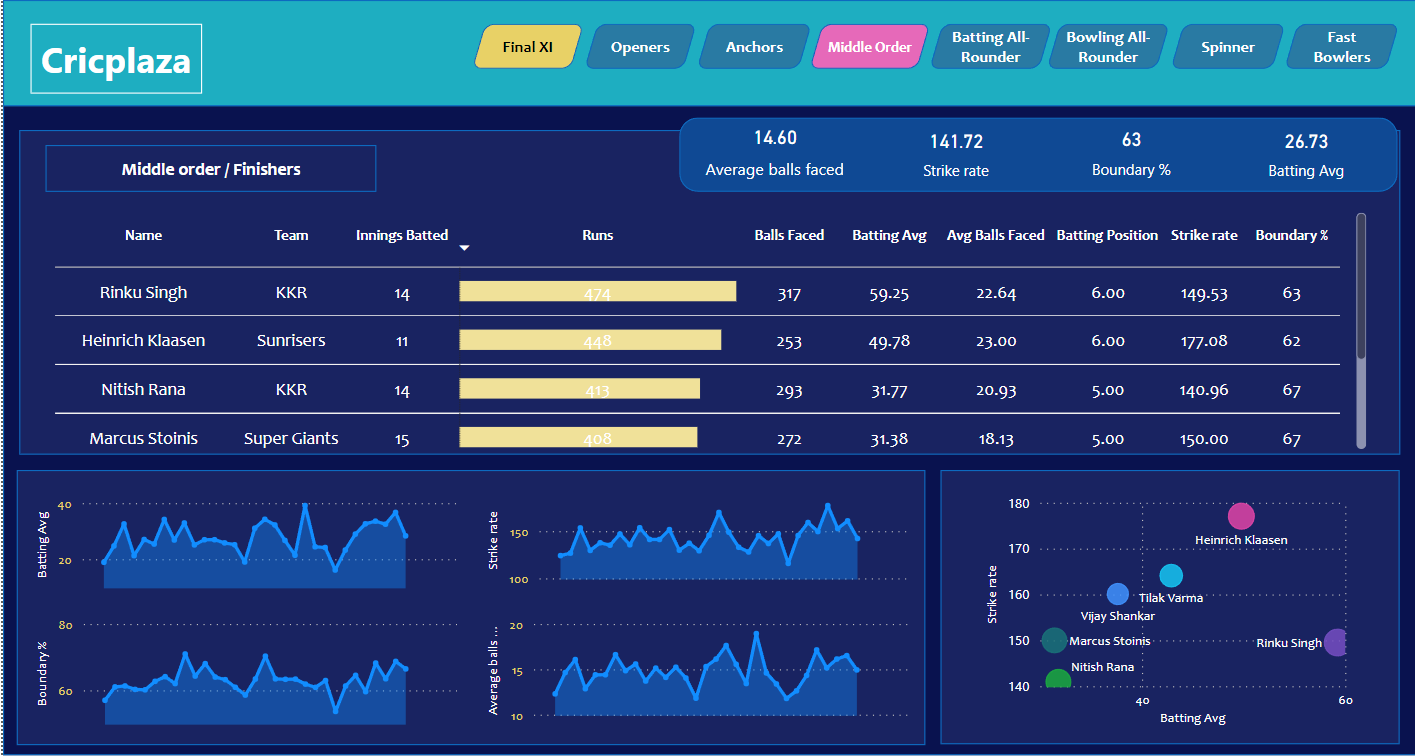 Cricplaza
Final XI
Openers
Anchors
Middle Order
Batting All-
Rounder
Bowling All-
Rounder
Spinner
Fast
Bowlers
Middle order / Finishers
14.60
Average balls faced
141.72
Strike rate
63
Boundary %
26.73
Batting Avg
Name Team Innings Batted Runs Balls Faced Batting Avg Avg Balls Faced Batting Position Strike rate Boundary %
Rinku Singh KKR 14 474 317 59.25 22.64 6.00 149.53 63
Heinrich Klaasen Sunrisers 11 448 253 49.78 23.00 6.00 177.08 62
Nitish Rana KKR 14 413 293 31.77 20.93 5.00 140.96 67
Marcus Stoinis Super Giants 15 408 272 31.38 18.13 5.00 150.00 67
Batting Avg
40
20
Strike rate
150
100
Boundary %
80
60
Average balls ...
20
15
10
Strike rate
180
170
160
150
140
Heinrich Klaasen
Tilak Varma
Vijay Shankar
Marcus Stoinis
Rinku Singh
Nitish Rana
40 60
Batting Avg